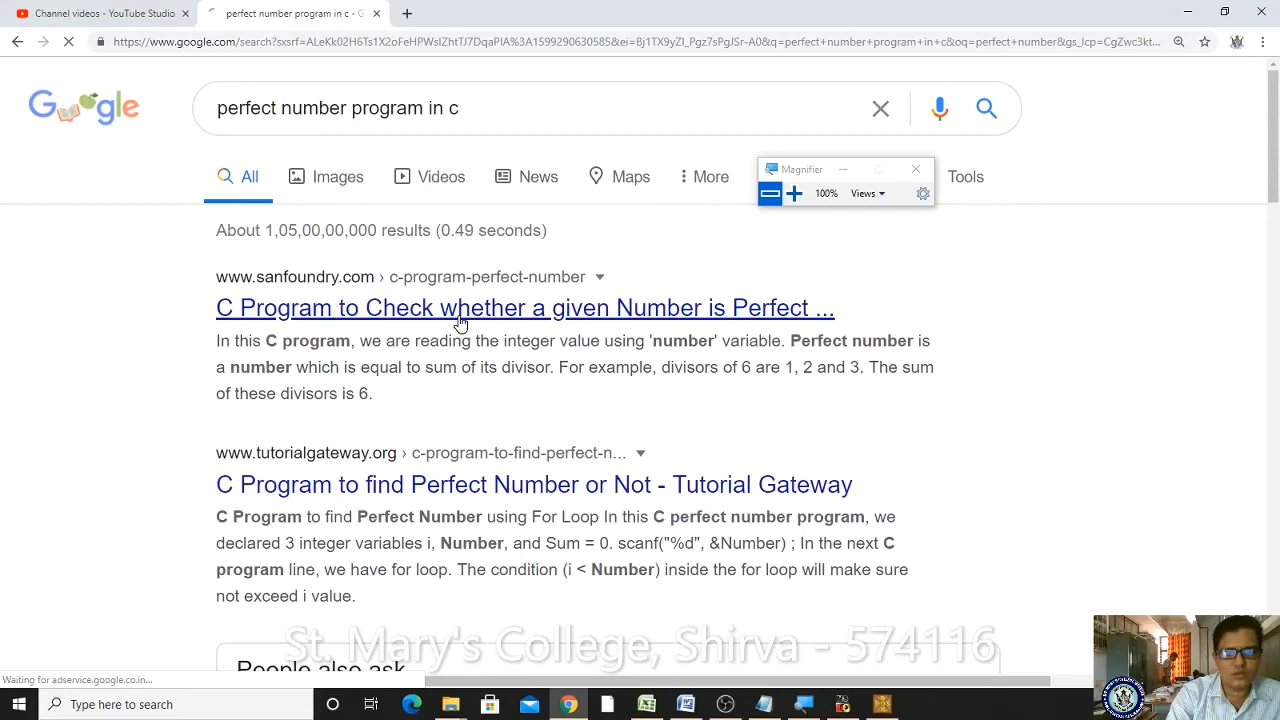 Channel videos - YouTube Studio
perfect number program in c - G
https://www.google.com/search?sxsrf=ALeKk02H6Ts1X2oFeHPWsIZhtTJ7DqaPIA%3A1599290630585&ei=Bj1TX9yZI_Pgz7sPgJSr-A0&q=perfect+number+program+in+c&oq=perfect+number&gs_lcp=CgZwc3kt...
Google
perfect number program in c
All Images Videos News Maps More Tools
Magnifier
100% Views
About 1,05,00,00,000 results (0.49 seconds)
www.sanfoundry.com › c-program-perfect-number
C Program to Check whether a given Number is Perfect ...
In this C program, we are reading the integer value using 'number' variable. Perfect number is
a number which is equal to sum of its divisor. For example, divisors of 6 are 1, 2 and 3. The sum
of these divisors is 6.
www.tutorialgateway.org › c-program-to-find-perfect-n...
C Program to find Perfect Number or Not - Tutorial Gateway
C Program to find Perfect Number using For Loop In this C perfect number program, we
declared 3 integer variables i, Number, and Sum = 0. scanf("%d", &Number) ; In the next C
program line, we have for loop. The condition (i < Number) inside the for loop will make sure
not exceed i value.
St. Mary's College, Shirva - 574116
People also ask
Waiting for adservice.google.co.in...
Type here to search